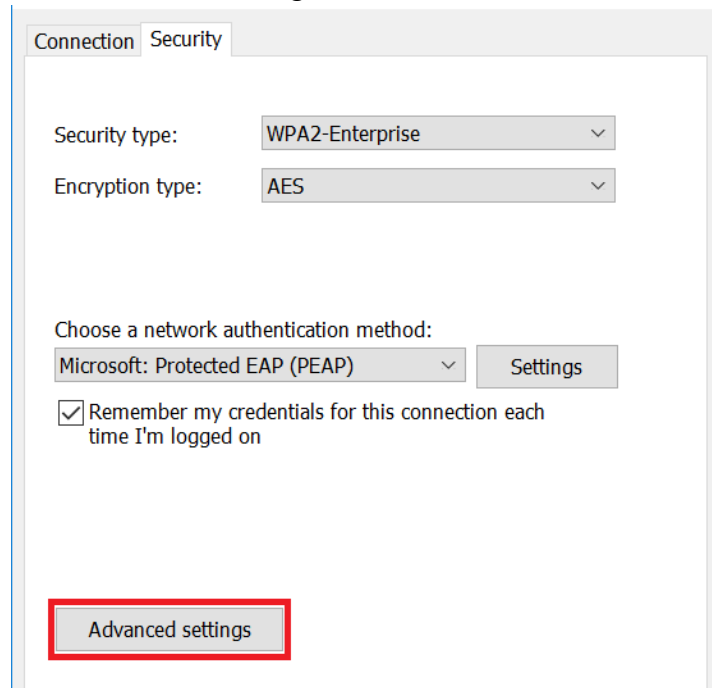 Connection Security
Security type: WPA2-Enterprise
Encryption type: AES
Choose a network authentication method:
Microsoft: Protected EAP (PEAP) Settings
Remember my credentials for this connection each
time I'm logged on
Advanced settings